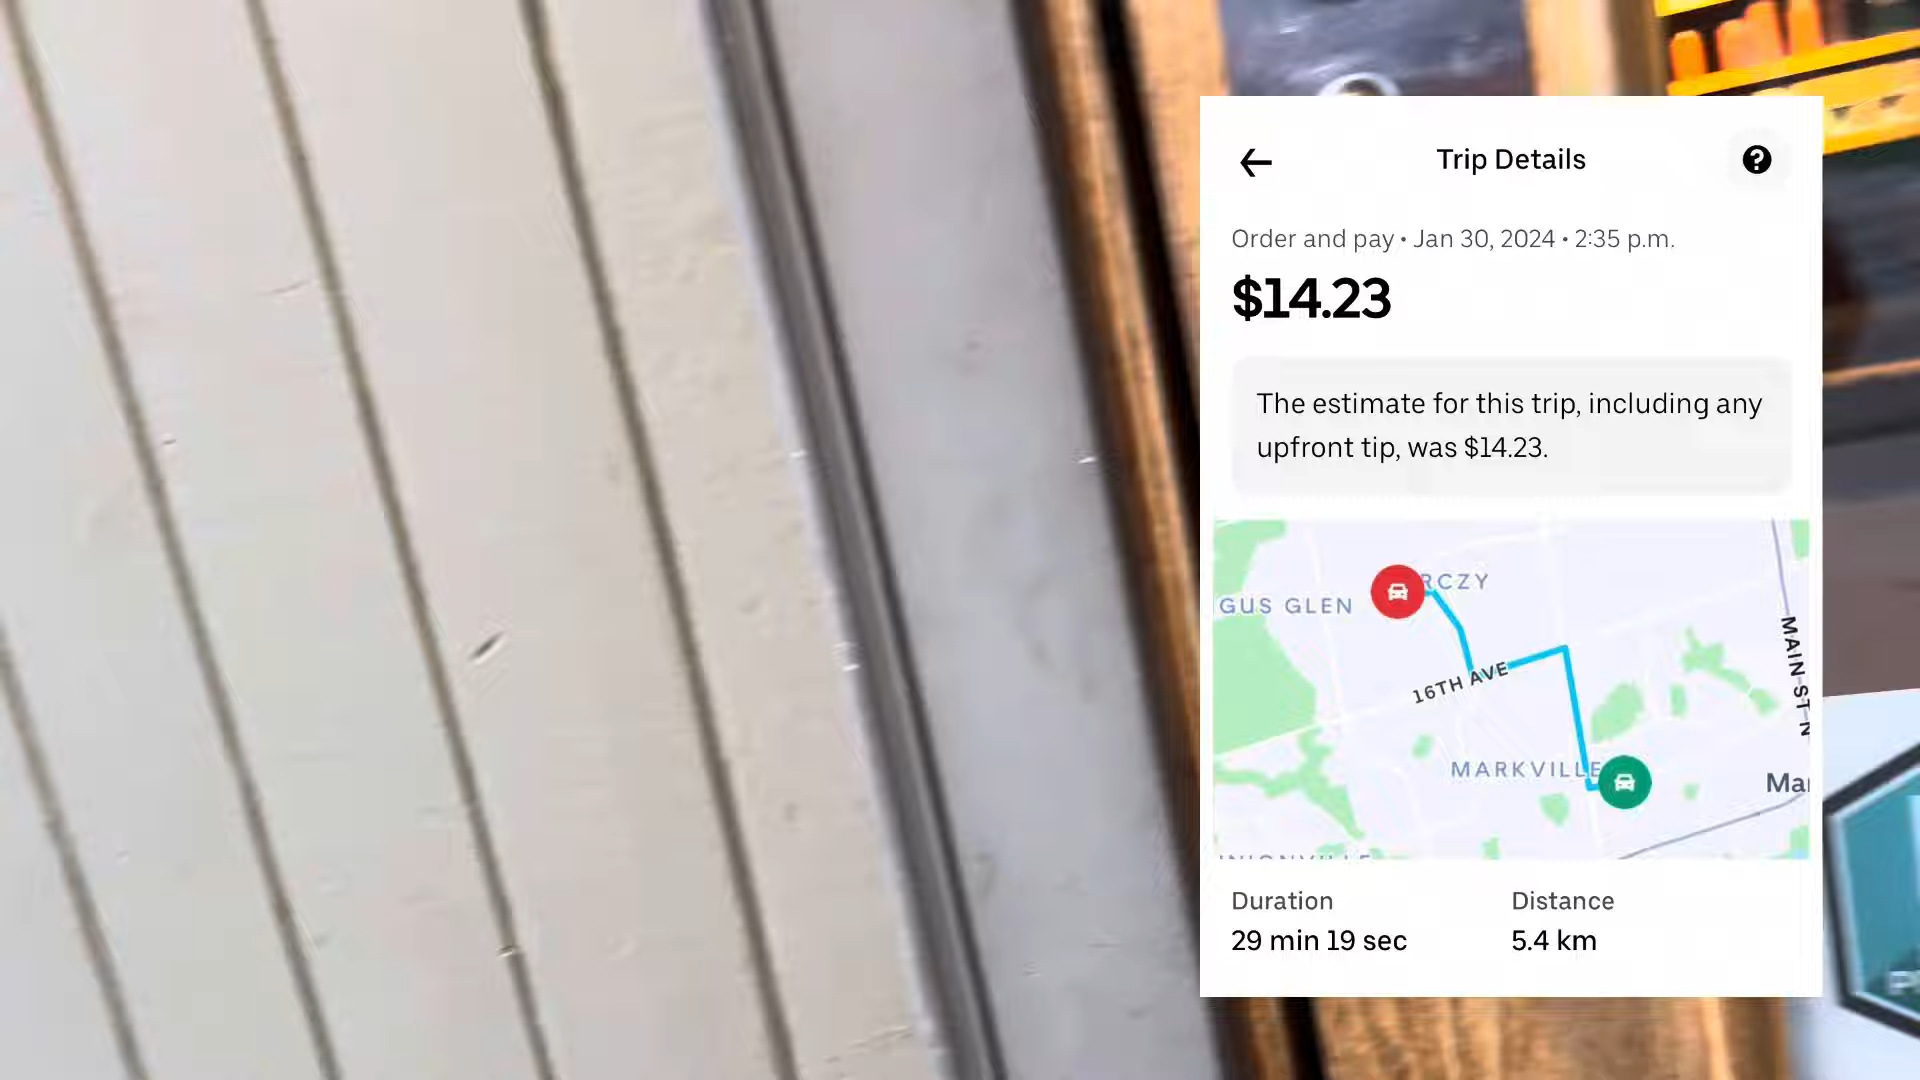 Trip Details
Order and pay • Jan 30, 2024 • 2:35 p.m.
$14.23
The estimate for this trip, including any
upfront tip, was $14.23.
RCZY
GUS GLEN
16TH AVE
MAIN ST N
MARKVILLE
Mar
Duration
29 min 19 sec
Distance
5.4 km